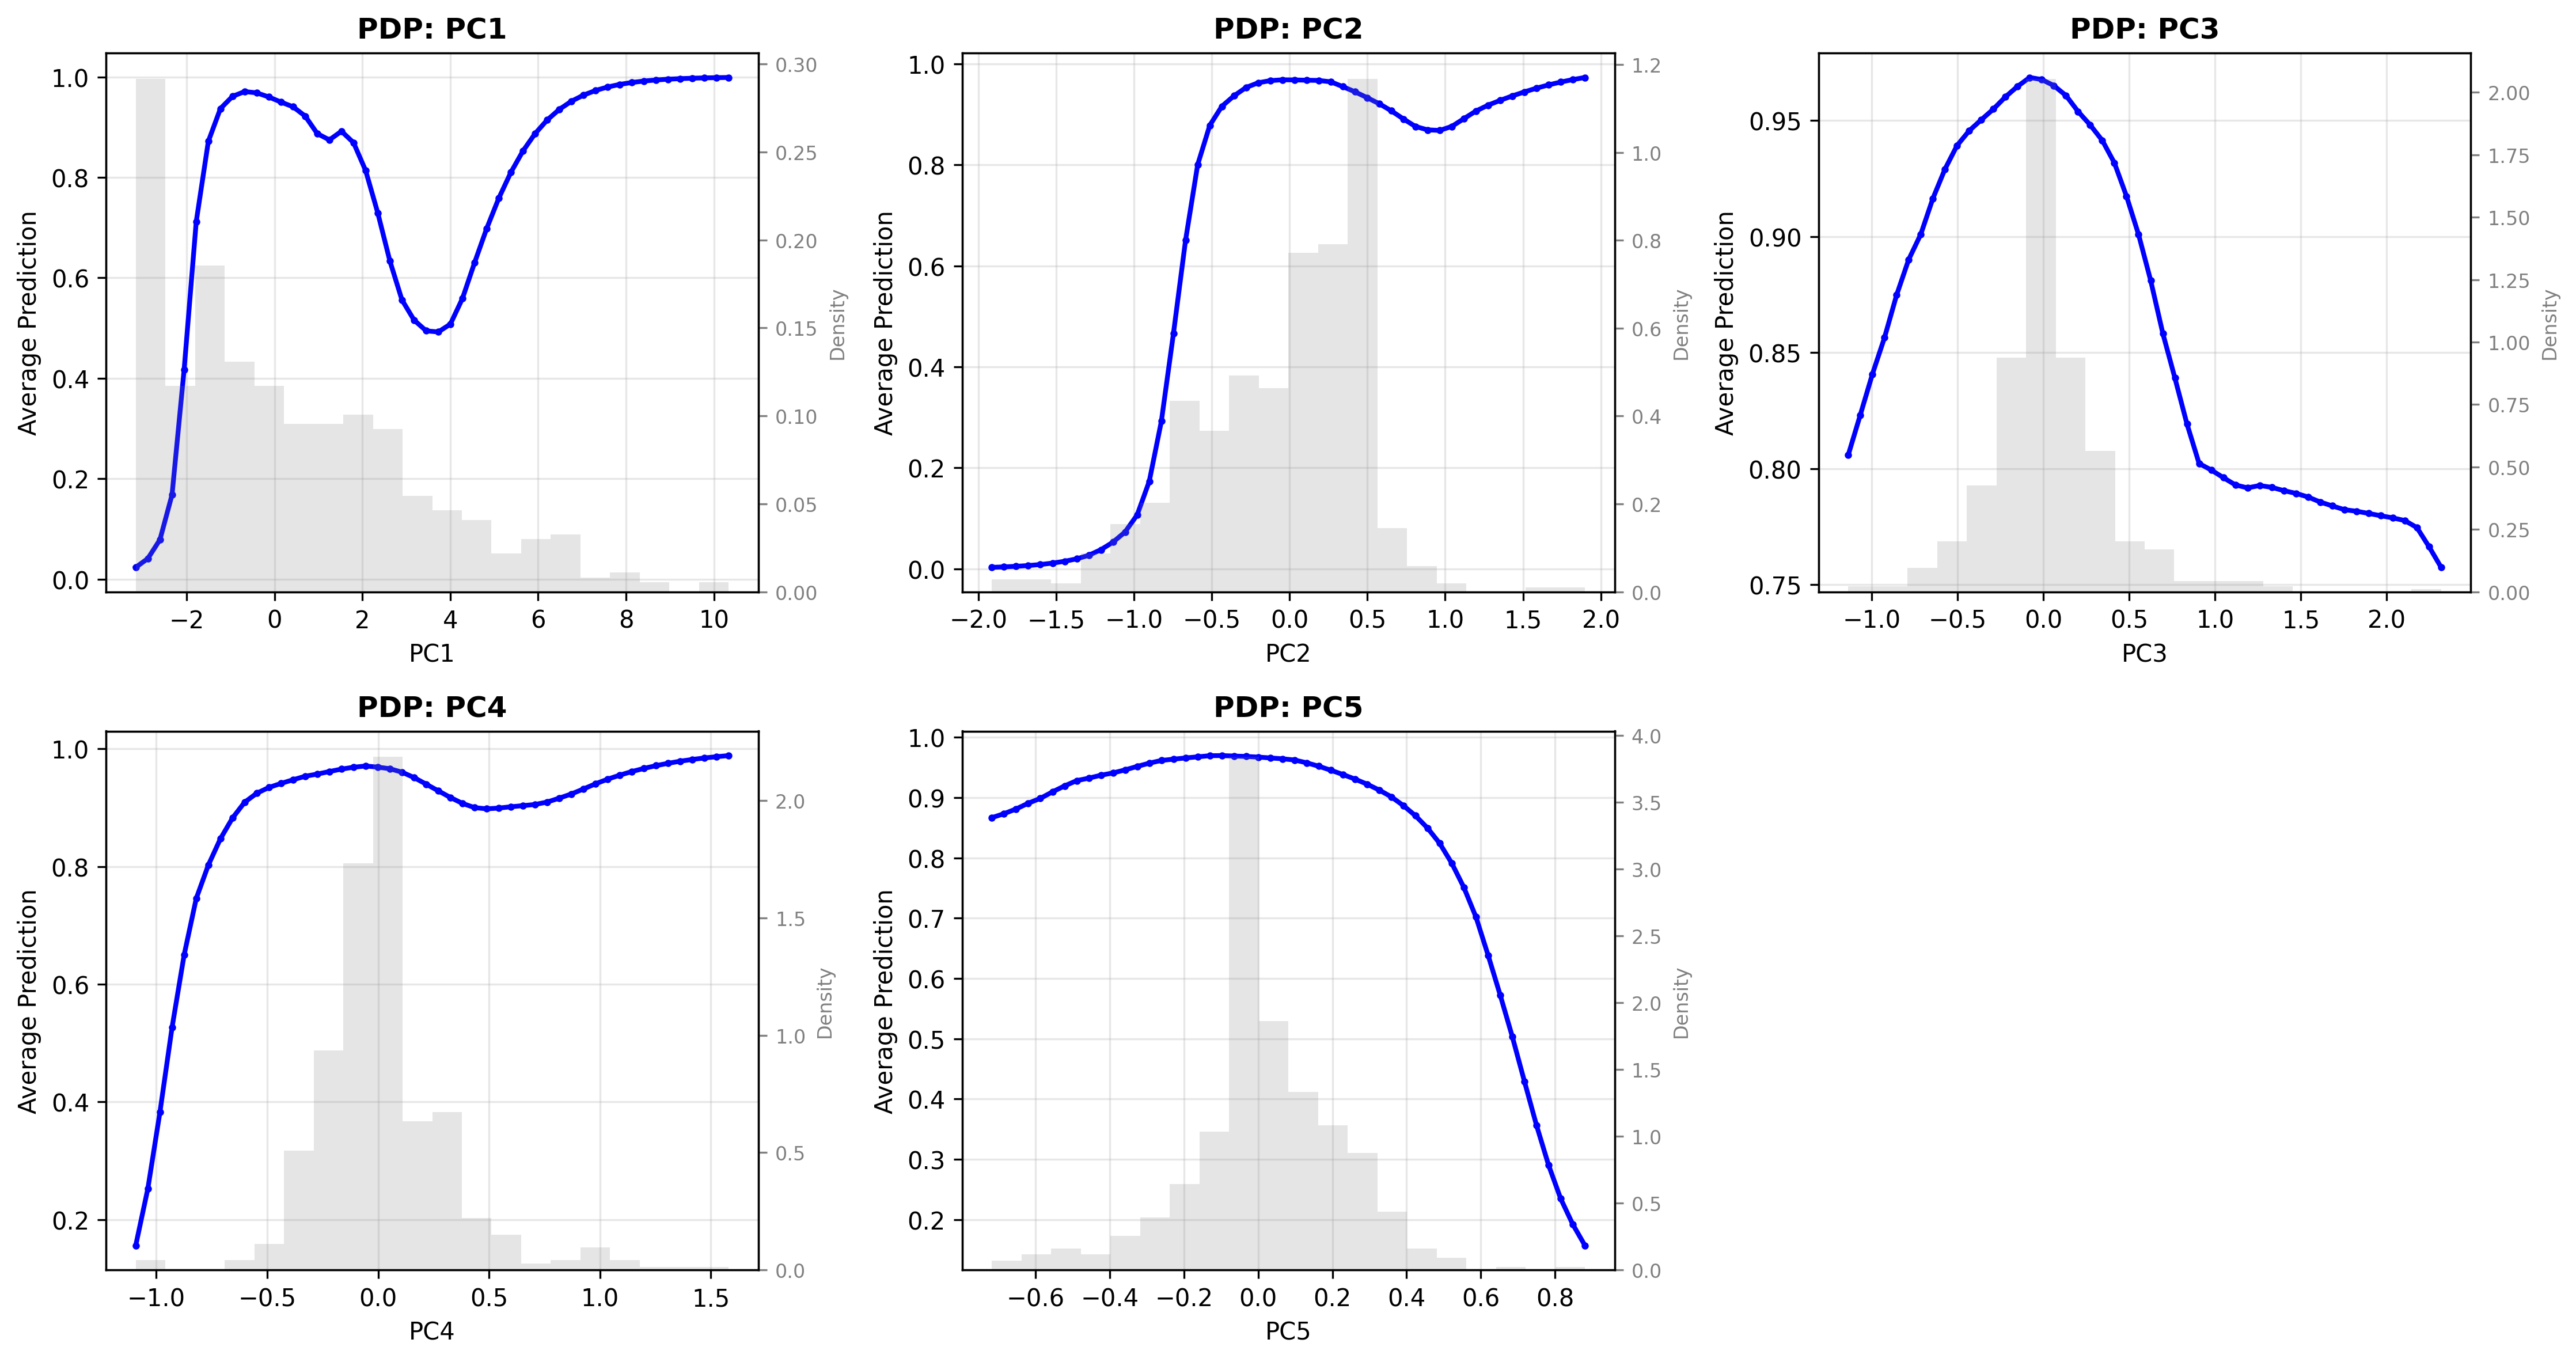 PDP: PC1
1.0
0.8
0.6
0.4
0.2
0.0
Average Prediction
0.30
0.25
0.20
0.15
0.10
0.05
0.00
Density
−2 0 2 4 6 8 10
PC1
PDP: PC2
1.0
0.8
0.6
0.4
0.2
0.0
Average Prediction
1.2
1.0
0.8
0.6
0.4
0.2
0.0
Density
−2.0 −1.5 −1.0 −0.5 0.0 0.5 1.0 1.5 2.0
PC2
PDP: PC3
0.95
0.90
0.85
0.80
0.75
Average Prediction
2.00
1.75
1.50
1.25
1.00
0.75
0.50
0.25
0.00
Density
−1.0 −0.5 0.0 0.5 1.0 1.5 2.0
PC3
PDP: PC4
1.0
0.8
0.6
0.4
0.2
Average Prediction
2.0
1.5
1.0
0.5
0.0
Density
−1.0 −0.5 0.0 0.5 1.0 1.5
PC4
PDP: PC5
1.0
0.9
0.8
0.7
0.6
0.5
0.4
0.3
0.2
Average Prediction
4.0
3.5
3.0
2.5
2.0
1.5
1.0
0.5
0.0
Density
−0.6 −0.4 −0.2 0.0 0.2 0.4 0.6 0.8
PC5